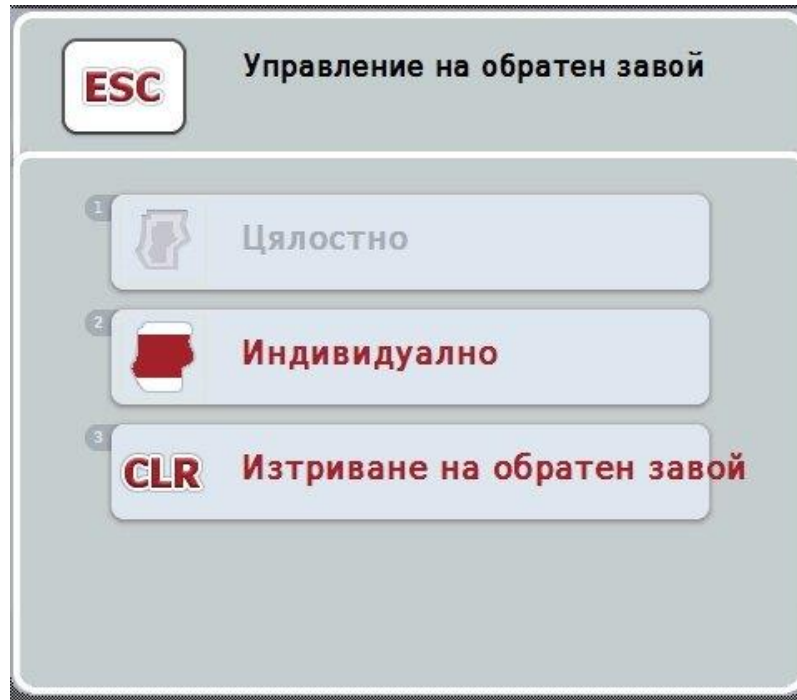 ESC
Управление на обратен завой
1
Цялостно
2
Индивидуално
3
CLR
Изтриване на обратен завой